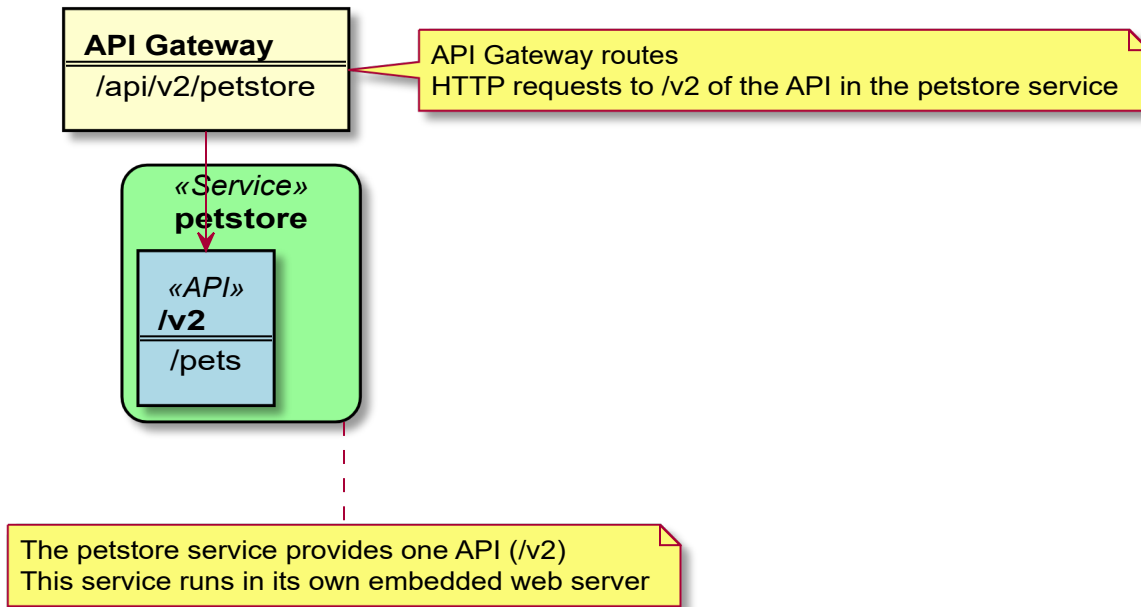 API Gateway
/api/v2/petstore
API Gateway routes
HTTP requests to /v2 of the API in the petstore service
«Service»
petstore
«API»
/v2
/pets
The petstore service provides one API (/v2)
This service runs in its own embedded web server